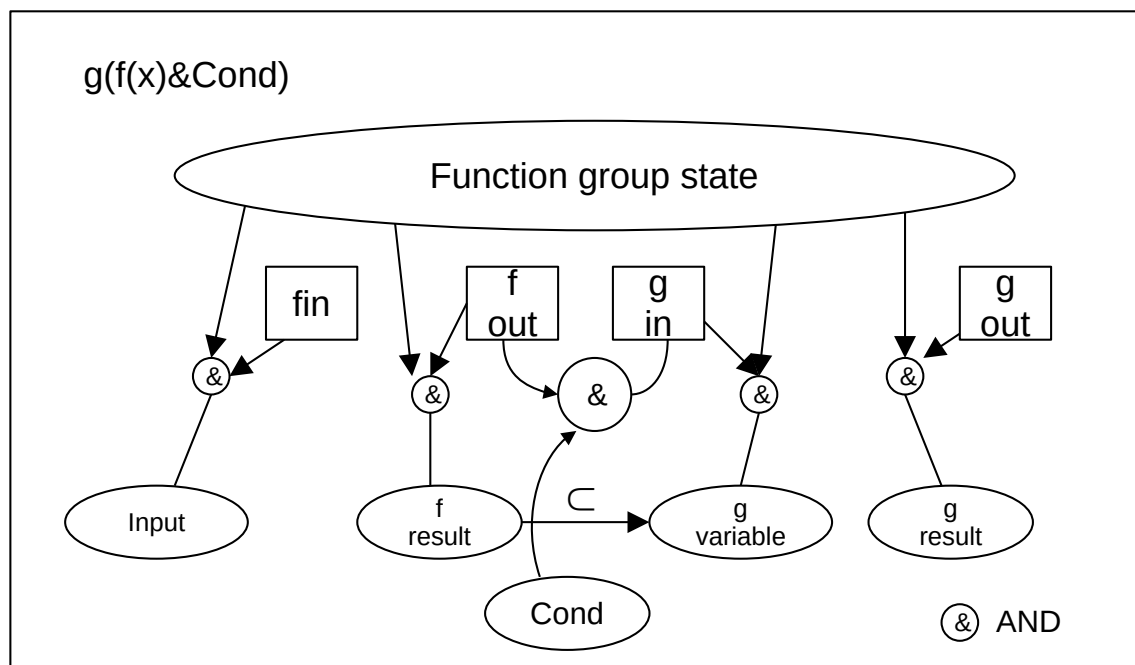 g(f(x)&Cond)
Function group state
fin
f
out
g
in
g
out
&
&
&
&
&
Input
f
result
⊂
g
variable
g
result
Cond
& AND